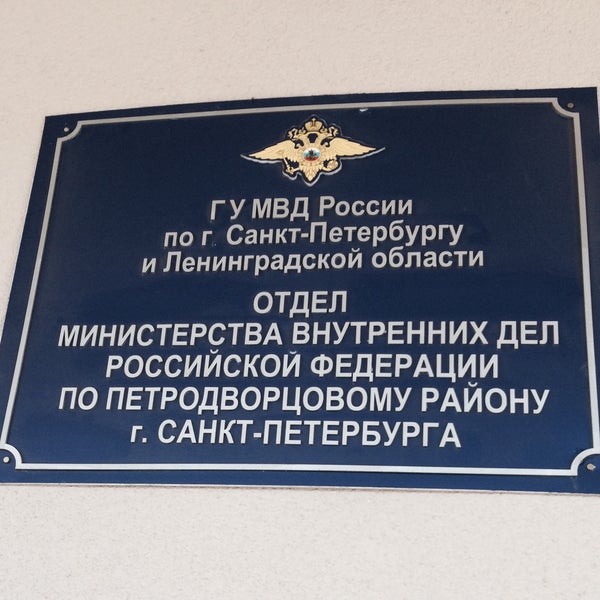 ГУ МВД России
по г. Санкт-Петербургу
и Ленинградской области
ОТДЕЛ
МИНИСТЕРСТВА ВНУТРЕННИХ ДЕЛ
РОССИЙСКОЙ ФЕДЕРАЦИИ
ПО ПЕТРОДВОРЦОВОМУ РАЙОНУ
г. САНКТ-ПЕТЕРБУРГА